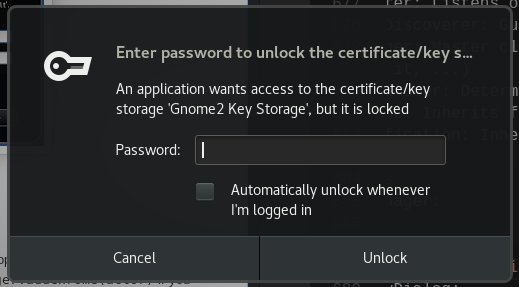 Enter password to unlock the certificate/key s...
An application wants access to the certificate/key
storage 'Gnome2 Key Storage', but it is locked
Password:
Automatically unlock whenever
I'm logged in
Cancel
Unlock